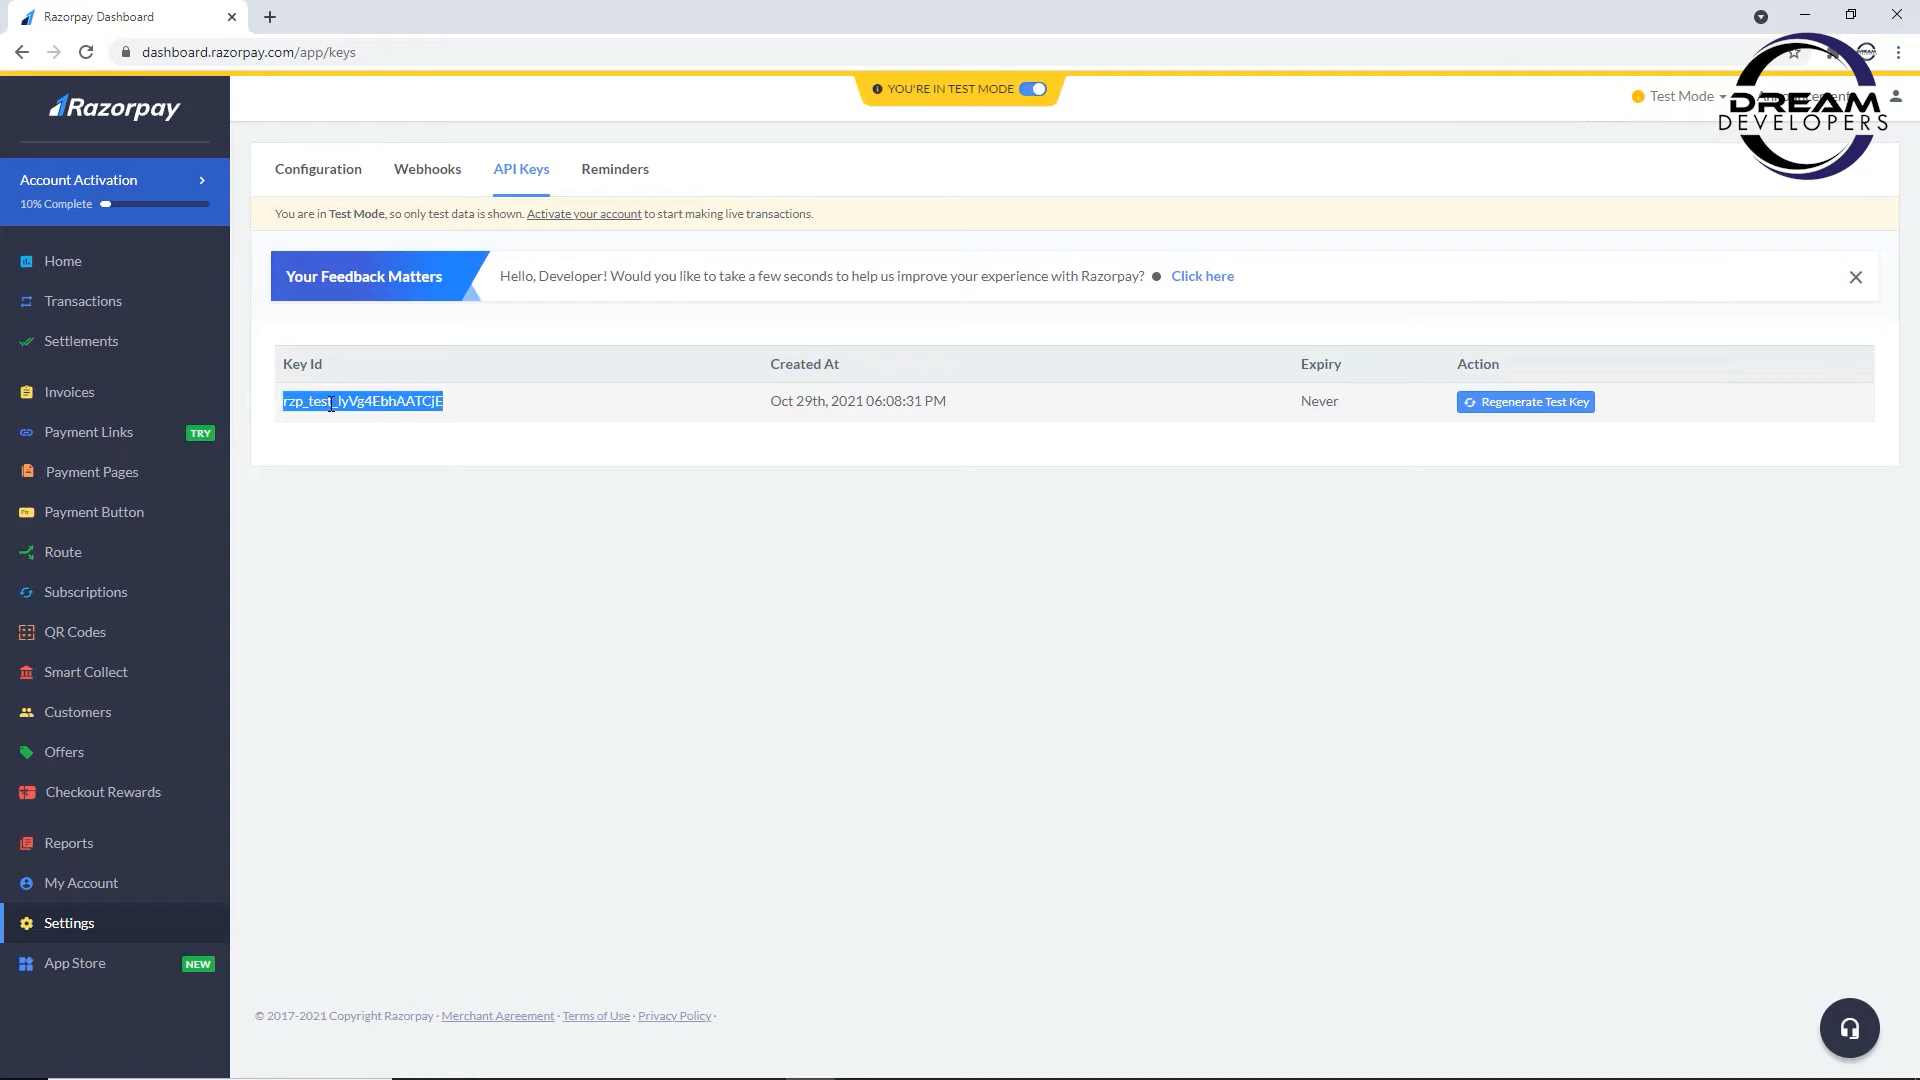 Razorpay Dashboard
dashboard.razorpay.com/app/keys
YOU'RE IN TEST MODE
Test Mode
DREAM
DEVELOPERS
Razorpay
Account Activation
10% Complete
Home
Transactions
Settlements
Invoices
Payment Links TRY
Payment Pages
Payment Button
Route
Subscriptions
QR Codes
Smart Collect
Customers
Offers
Checkout Rewards
Reports
My Account
Settings
App Store NEW
Configuration Webhooks API Keys Reminders
You are in Test Mode, so only test data is shown. Activate your account to start making live transactions.
Your Feedback Matters Hello, Developer! Would you like to take a few seconds to help us improve your experience with Razorpay? ● Click here
Key Id Created At Expiry Action
Oct 29th, 2021 06:08:31 PM Never Regenerate Test Key
© 2017-2021 Copyright Razorpay · Merchant Agreement · Terms of Use · Privacy Policy ·